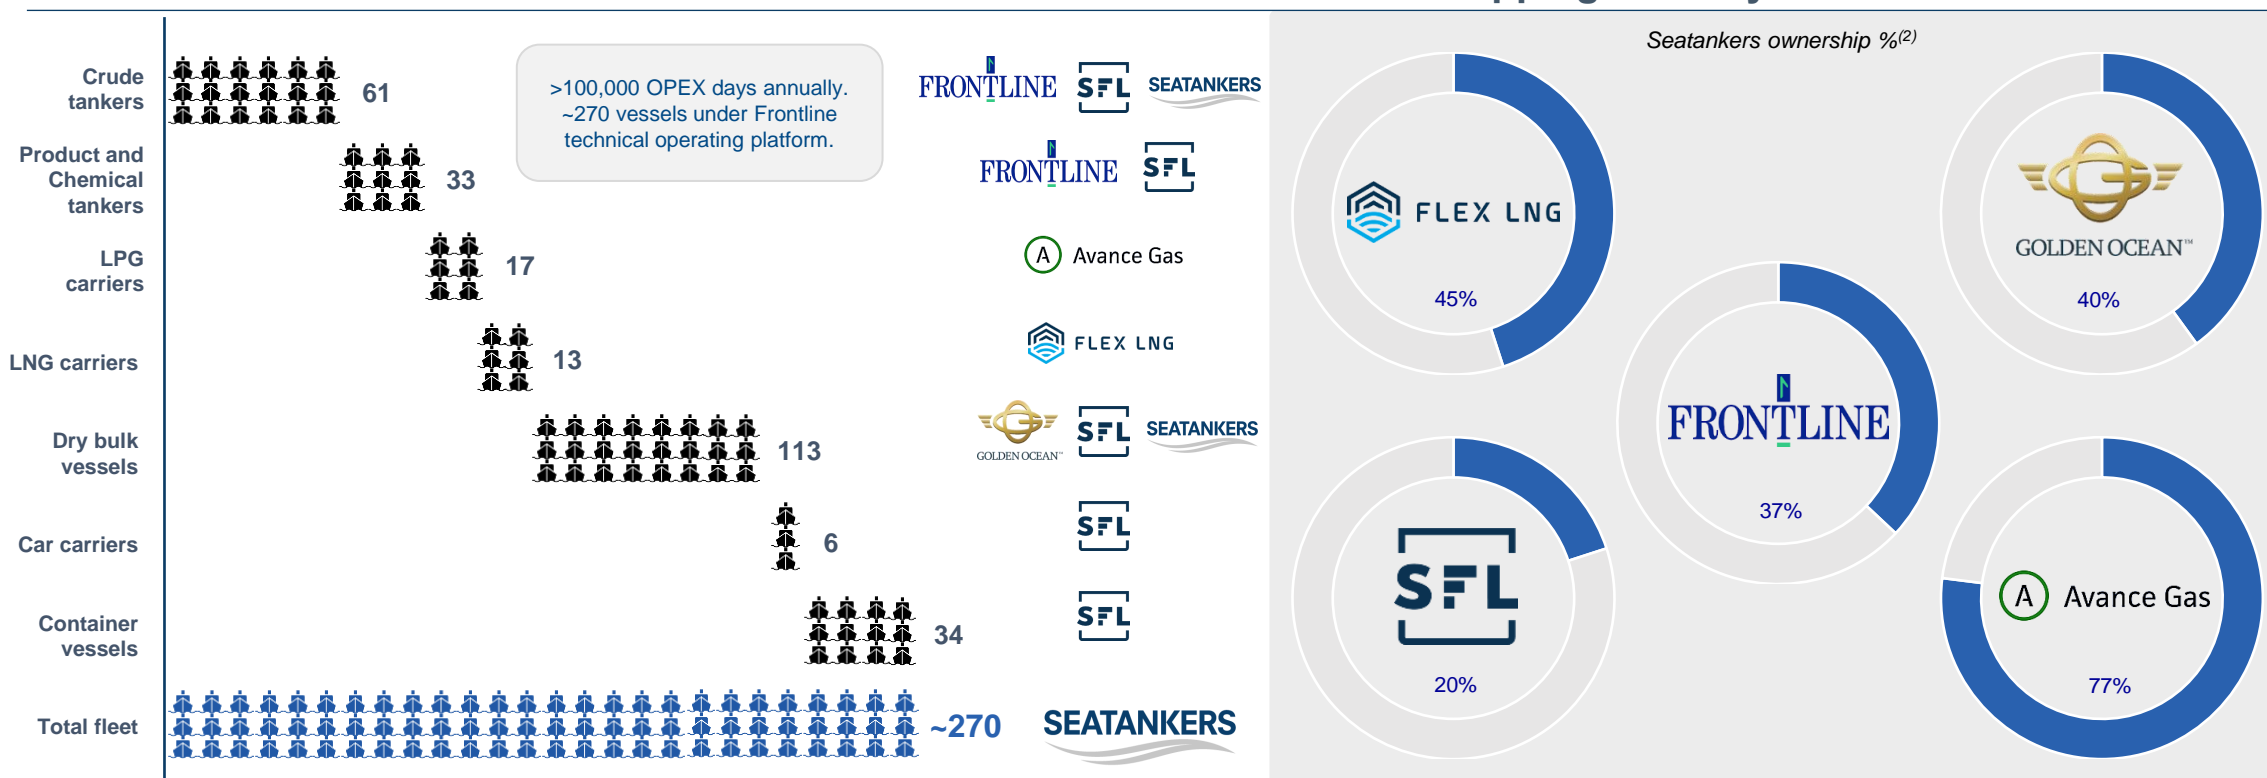 Seatankers ownership %(2)
Crude
tankers
61
>100,000 OPEX days annually.
~270 vessels under Frontline
technical operating platform.
FRONTLINE SFL SEATANKERS
Product and
Chemical
tankers
33
FRONTLINE SFL
LPG
carriers
17
A Avance Gas
LNG carriers
13
FLEX LNG
Dry bulk
vessels
113
GOLDEN OCEAN™ SFL SEATANKERS
Car carriers
6
SFL
Container
vessels
34
SFL
Total fleet
~270
SEATANKERS
FLEX LNG
45%
GOLDEN OCEAN™
40%
FRONTLINE
37%
SFL
20%
A Avance Gas
77%